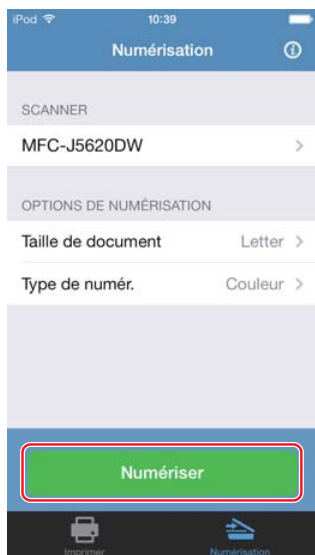 iPod 10:39
Numérisation
SCANNER
MFC-J5620DW
OPTIONS DE NUMÉRISATION
Taille de document Letter
Type de numér. Couleur
Numériser
Imprimer Numérisation